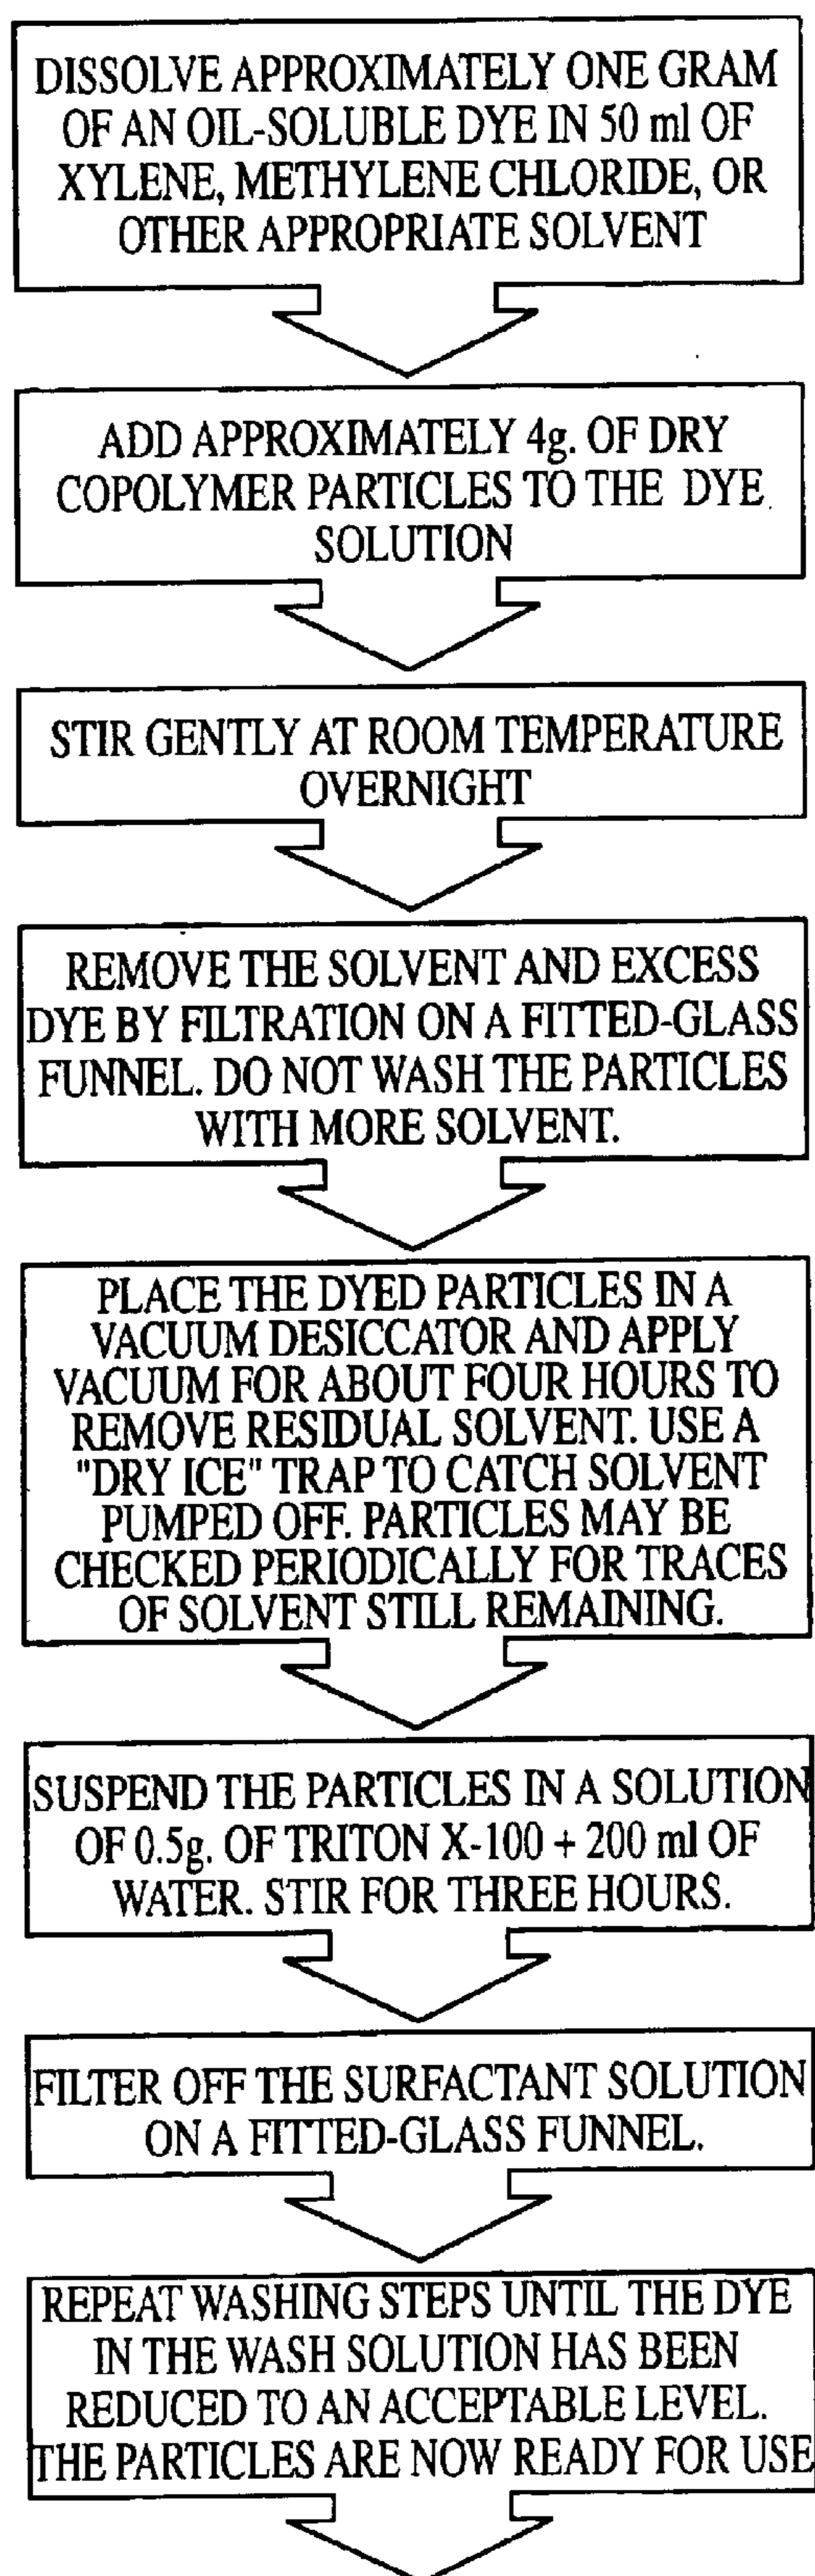 DISSOLVE APPROXIMATELY ONE GRAM
OF AN OIL-SOLUBLE DYE IN 50 ml OF
XYLENE, METHYLENE CHLORIDE, OR
OTHER APPROPRIATE SOLVENT
ADD APPROXIMATELY 4g. OF DRY
COPOLYMER PARTICLES TO THE DYE
SOLUTION
STIR GENTLY AT ROOM TEMPERATURE
OVERNIGHT
REMOVE THE SOLVENT AND EXCESS
DYE BY FILTRATION ON A FITTED-GLASS
FUNNEL. DO NOT WASH THE PARTICLES
WITH MORE SOLVENT.
PLACE THE DYED PARTICLES IN A
VACUUM DESICCATOR AND APPLY
VACUUM FOR ABOUT FOUR HOURS TO
REMOVE RESIDUAL SOLVENT. USE A
"DRY ICE" TRAP TO CATCH SOLVENT
PUMPED OFF. PARTICLES MAY BE
CHECKED PERIODICALLY FOR TRACES
OF SOLVENT STILL REMAINING.
SUSPEND THE PARTICLES IN A SOLUTION
OF 0.5g. OF TRITON X-100 + 200 ml OF
WATER. STIR FOR THREE HOURS.
FILTER OFF THE SURFACTANT SOLUTION
ON A FITTED-GLASS FUNNEL.
REPEAT WASHING STEPS UNTIL THE DYE
IN THE WASH SOLUTION HAS BEEN
REDUCED TO AN ACCEPTABLE LEVEL.
THE PARTICLES ARE NOW READY FOR USE